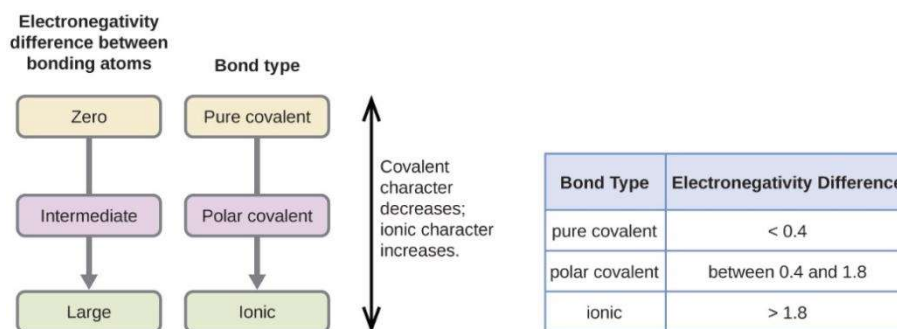 Electronegativity
difference between
bonding atoms
Bond type
Zero
Pure covalent
Intermediate
Polar covalent
Large
Ionic
Covalent
character
decreases;
ionic character
increases.
Bond Type Electronegativity Difference
pure covalent < 0.4
polar covalent between 0.4 and 1.8
ionic > 1.8